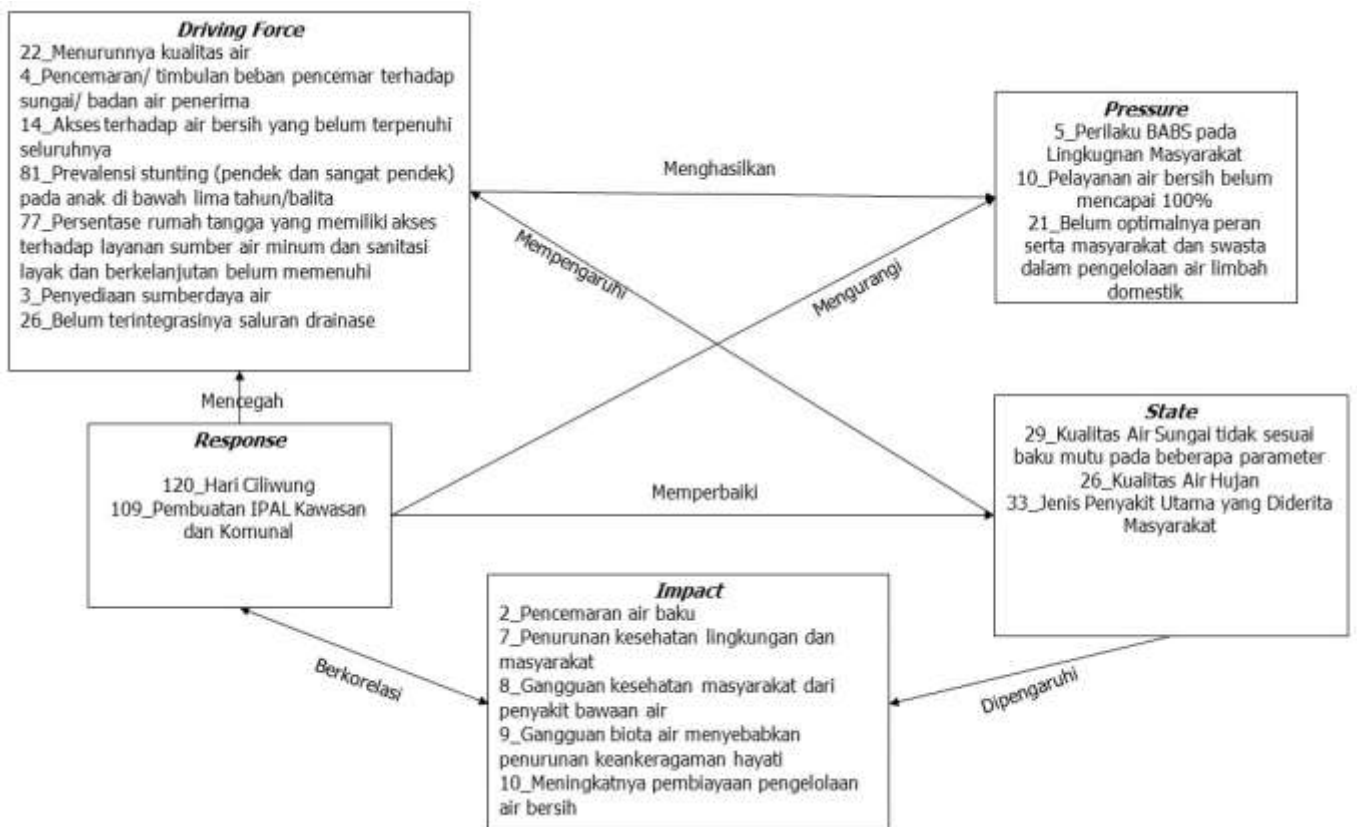 Driving Force
22_Menurunnya kualitas air
4_Pencemaran/ timbulan beban pencemar terhadap
sungai/ badan air penerima
14_Akses terhadap air bersih yang belum terpenuhi
seluruhnya
81_Prevalensi stunting (pendek dan sangat pendek)
pada anak di bawah lima tahun/balita
77_Persentase rumah tangga yang memiliki akses
terhadap layanan sumber air minum dan sanitasi
layak dan berkelanjutan belum memenuhi
3_Penyediaan sumberdaya air
26_Belum terintegrasinya saluran drainase
Menghasilkan
Pressure
5_Perilaku BABS pada
Lingkugnan Masyarakat
10_Pelayanan air bersih belum
mencapai 100%
21_Belum optimalnya peran
serta masyarakat dan swasta
dalam pengelolaan air limbah
domestik
Mempengaruhi
Mengurangi
Mencegah
Response
120_Hari Ciliwung
109_Pembuatan IPAL Kawasan
dan Komunal
Memperbaiki
State
29_Kualitas Air Sungai tidak sesuai
baku mutu pada beberapa parameter
26_Kualitas Air Hujan
33_Jenis Penyakit Utama yang Diderita
Masyarakat
Berkorelasi
Impact
2_Pencemaran air baku
7_Penurunan kesehatan lingkungan dan
masyarakat
8_Gangguan kesehatan masyarakat dari
penyakit bawaan air
9_Gangguan biota air menyebabkan
penurunan keankeragaman hayati
10_Meningkatnya pembiayaan pengelolaan
air bersih
Dipengaruhi